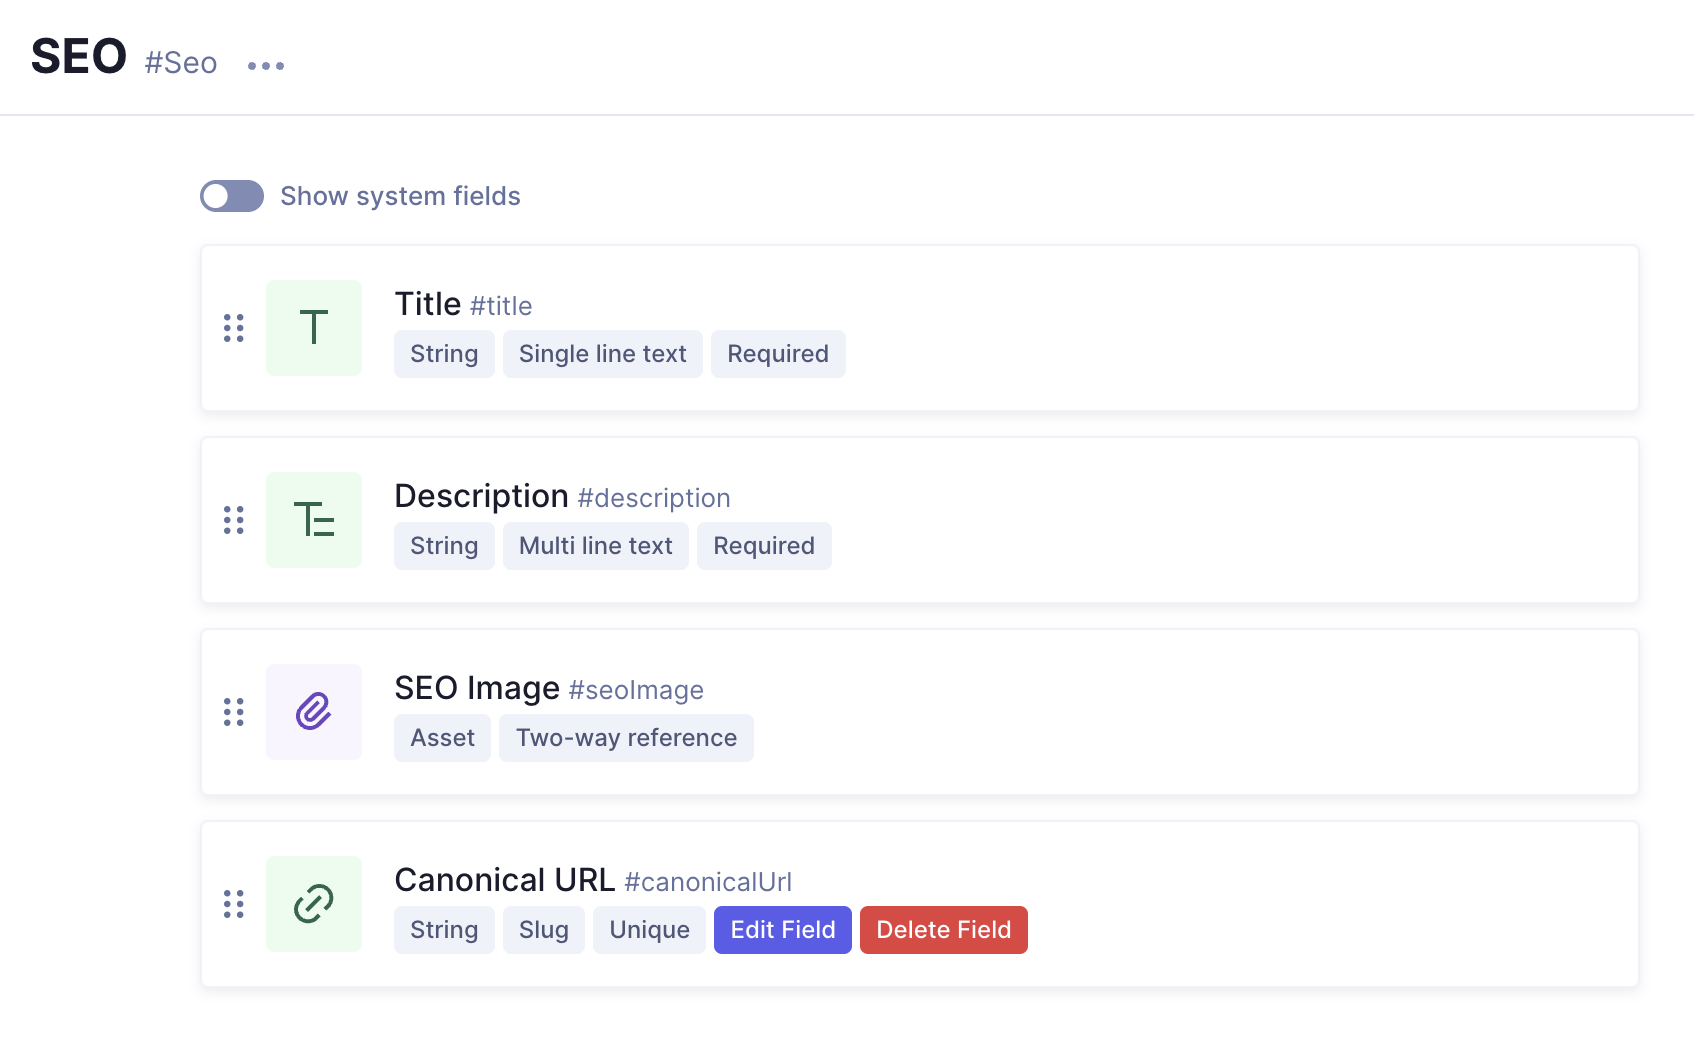 SEO #Seo
Show system fields
T
Title #title
String Single line text Required
Description #description
String Multi line text Required
SEO Image #seoImage
Asset Two-way reference
Canonical URL #canonicalUrl
String Slug Unique Edit Field Delete Field